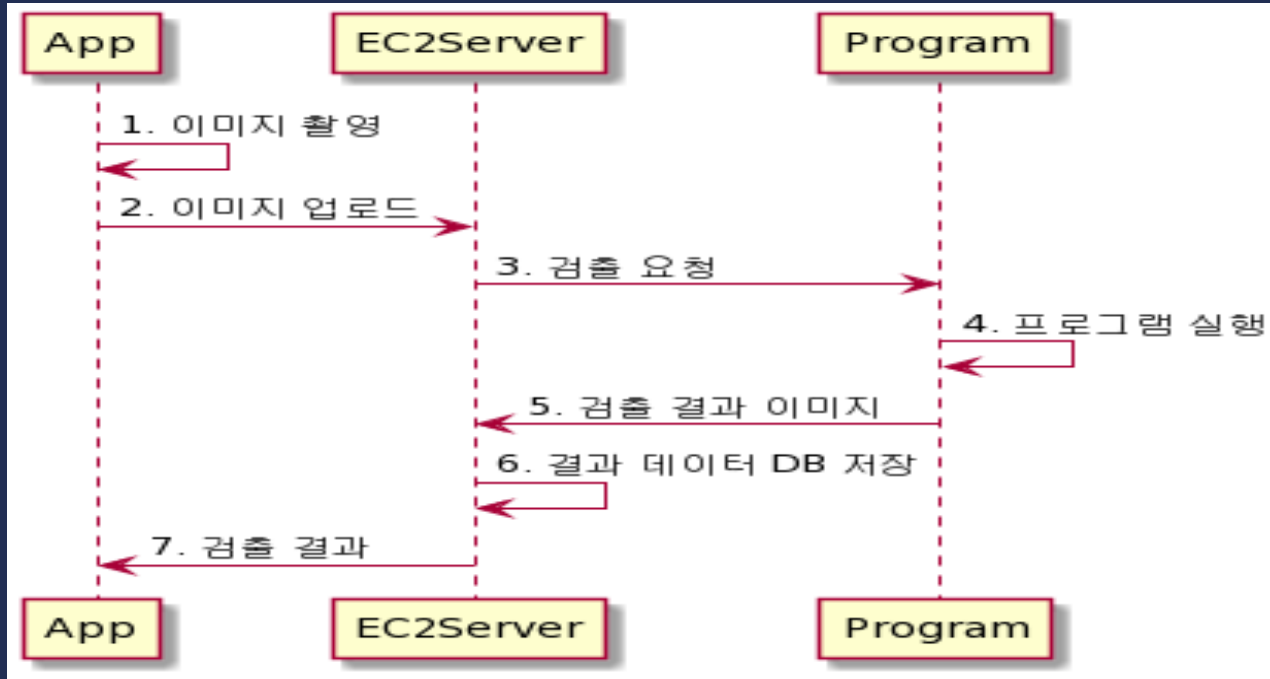 App EC2Server Program
1. 이미지 촬영
2. 이미지 업로드
3. 검출 요청
4. 프로그램 실행
5. 검출 결과 이미지
6. 결과 데이터 DB 저장
7. 검출 결과
App EC2Server Program